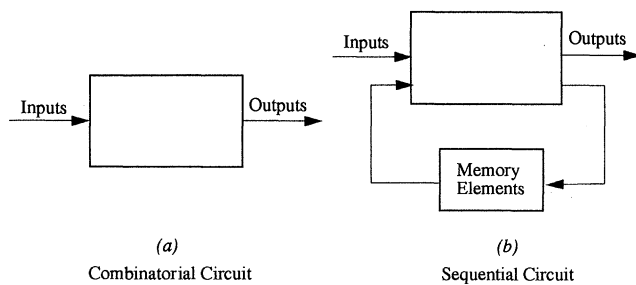 Inputs
Outputs
(a)
Combinatorial Circuit
Inputs
Outputs
Memory
Elements
(b)
Sequential Circuit